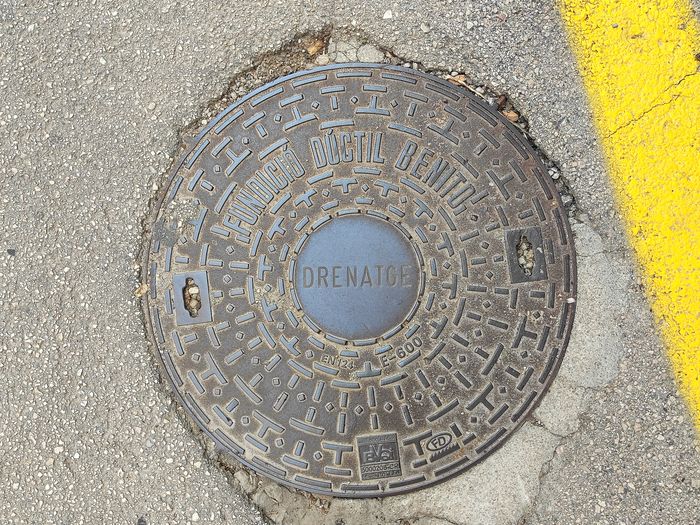 ¡FUNDICIÓ DÚCTIL BENITO!
DRENATGE
EN124 E-600
FD